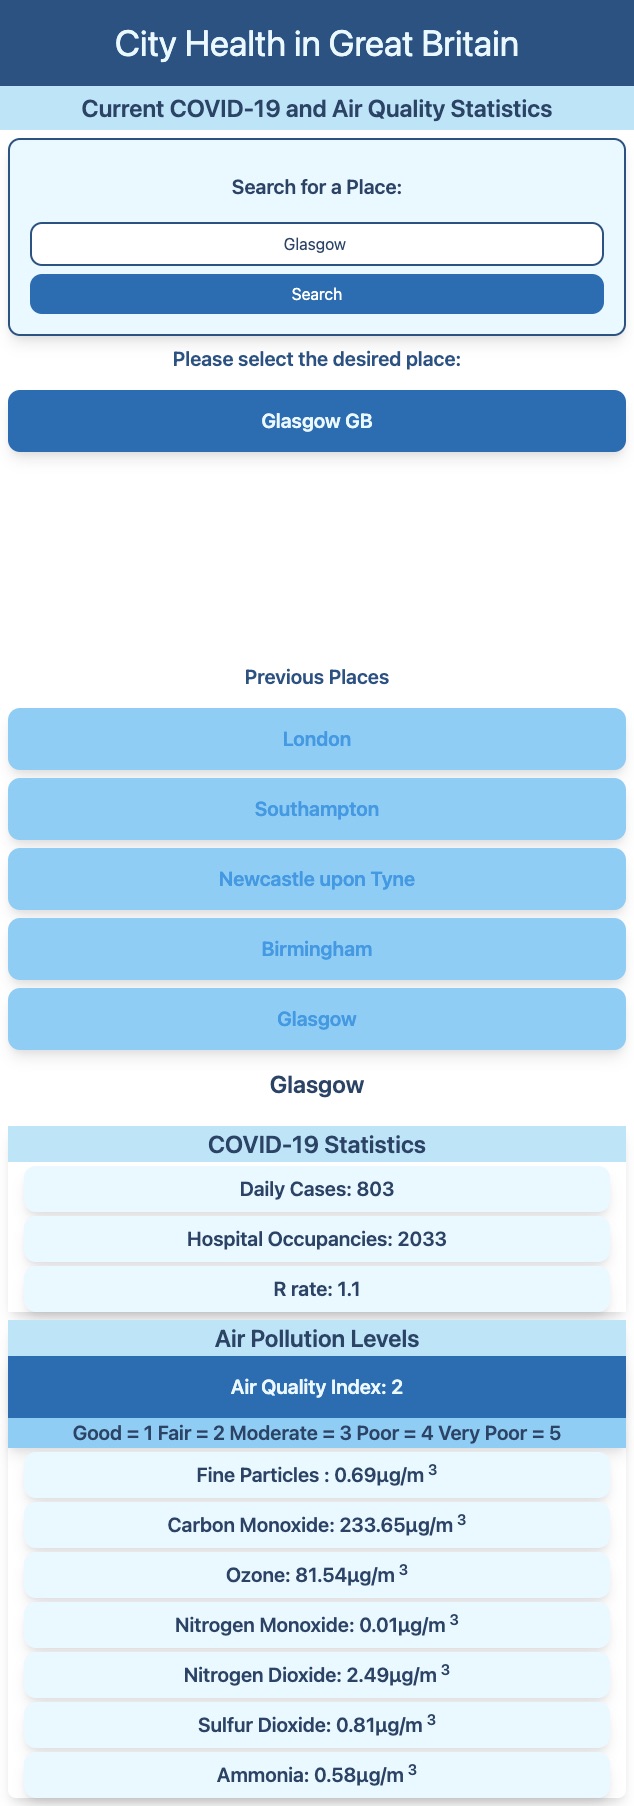 City Health in Great Britain
Current COVID-19 and Air Quality Statistics
Search for a Place:
Glasgow
Search
Please select the desired place:
Glasgow GB
Previous Places
London
Southampton
Newcastle upon Tyne
Birmingham
Glasgow
Glasgow
COVID-19 Statistics
Daily Cases: 803
Hospital Occupancies: 2033
R rate: 1.1
Air Pollution Levels
Air Quality Index: 2
Good = 1 Fair = 2 Moderate = 3 Poor = 4 Very Poor = 5
Fine Particles : 0.69µg/m ³
Carbon Monoxide: 233.65µg/m ³
Ozone: 81.54µg/m ³
Nitrogen Monoxide: 0.01µg/m ³
Nitrogen Dioxide: 2.49µg/m ³
Sulfur Dioxide: 0.81µg/m ³
Ammonia: 0.58µg/m ³